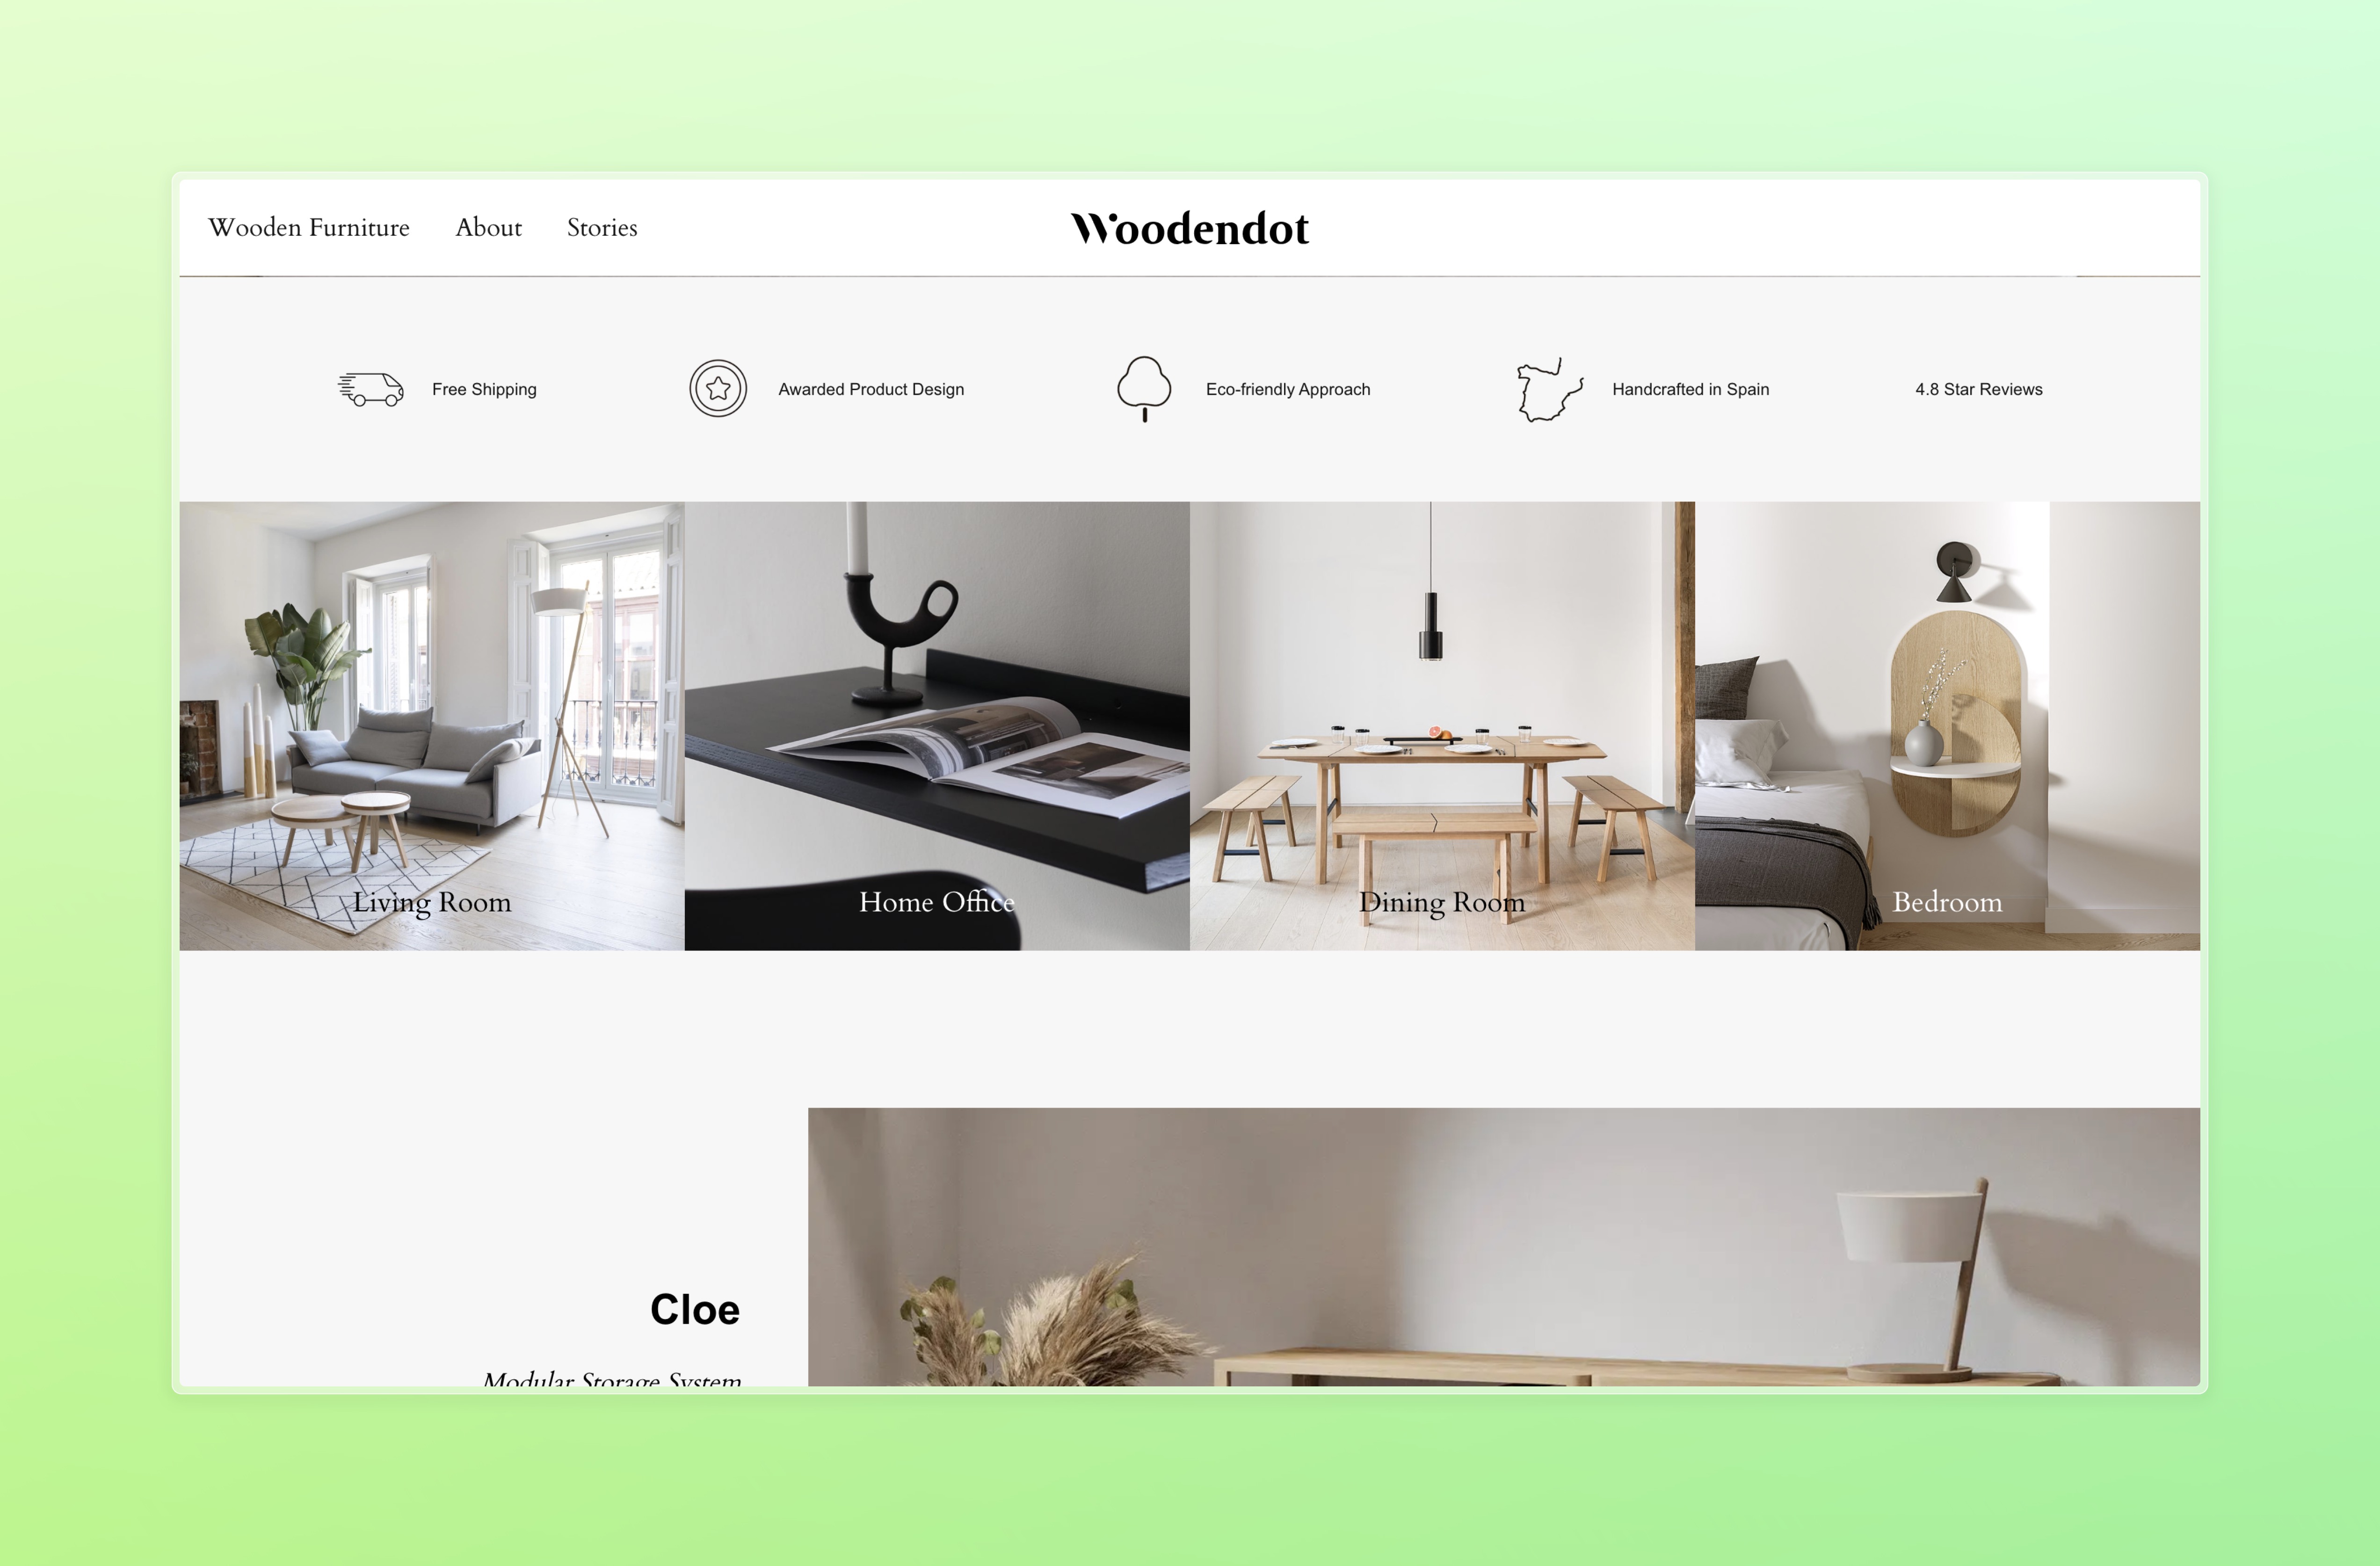 Wooden Furniture About Stories Woodendot
Free Shipping Awarded Product Design Eco-friendly Approach Handcrafted in Spain 4.8 Star Reviews
Living Room Home Office Dining Room Bedroom
Cloe
Modular Storage System